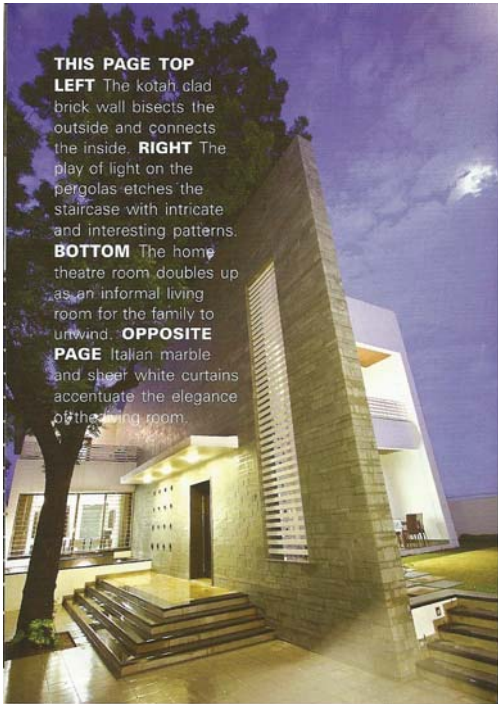 THIS PAGE TOP
LEFT The kotah clad
brick wall bisects the
outside and connects
the inside. RIGHT The
play of light on the
pergolas etches the
staircase with intricate
and interesting patterns.
BOTTOM The home
theatre room doubles up
as an informal living
room for the family to
unwind. OPPOSITE
PAGE Italian marble
and sheer white curtains
accentuate the elegance
of the living room.